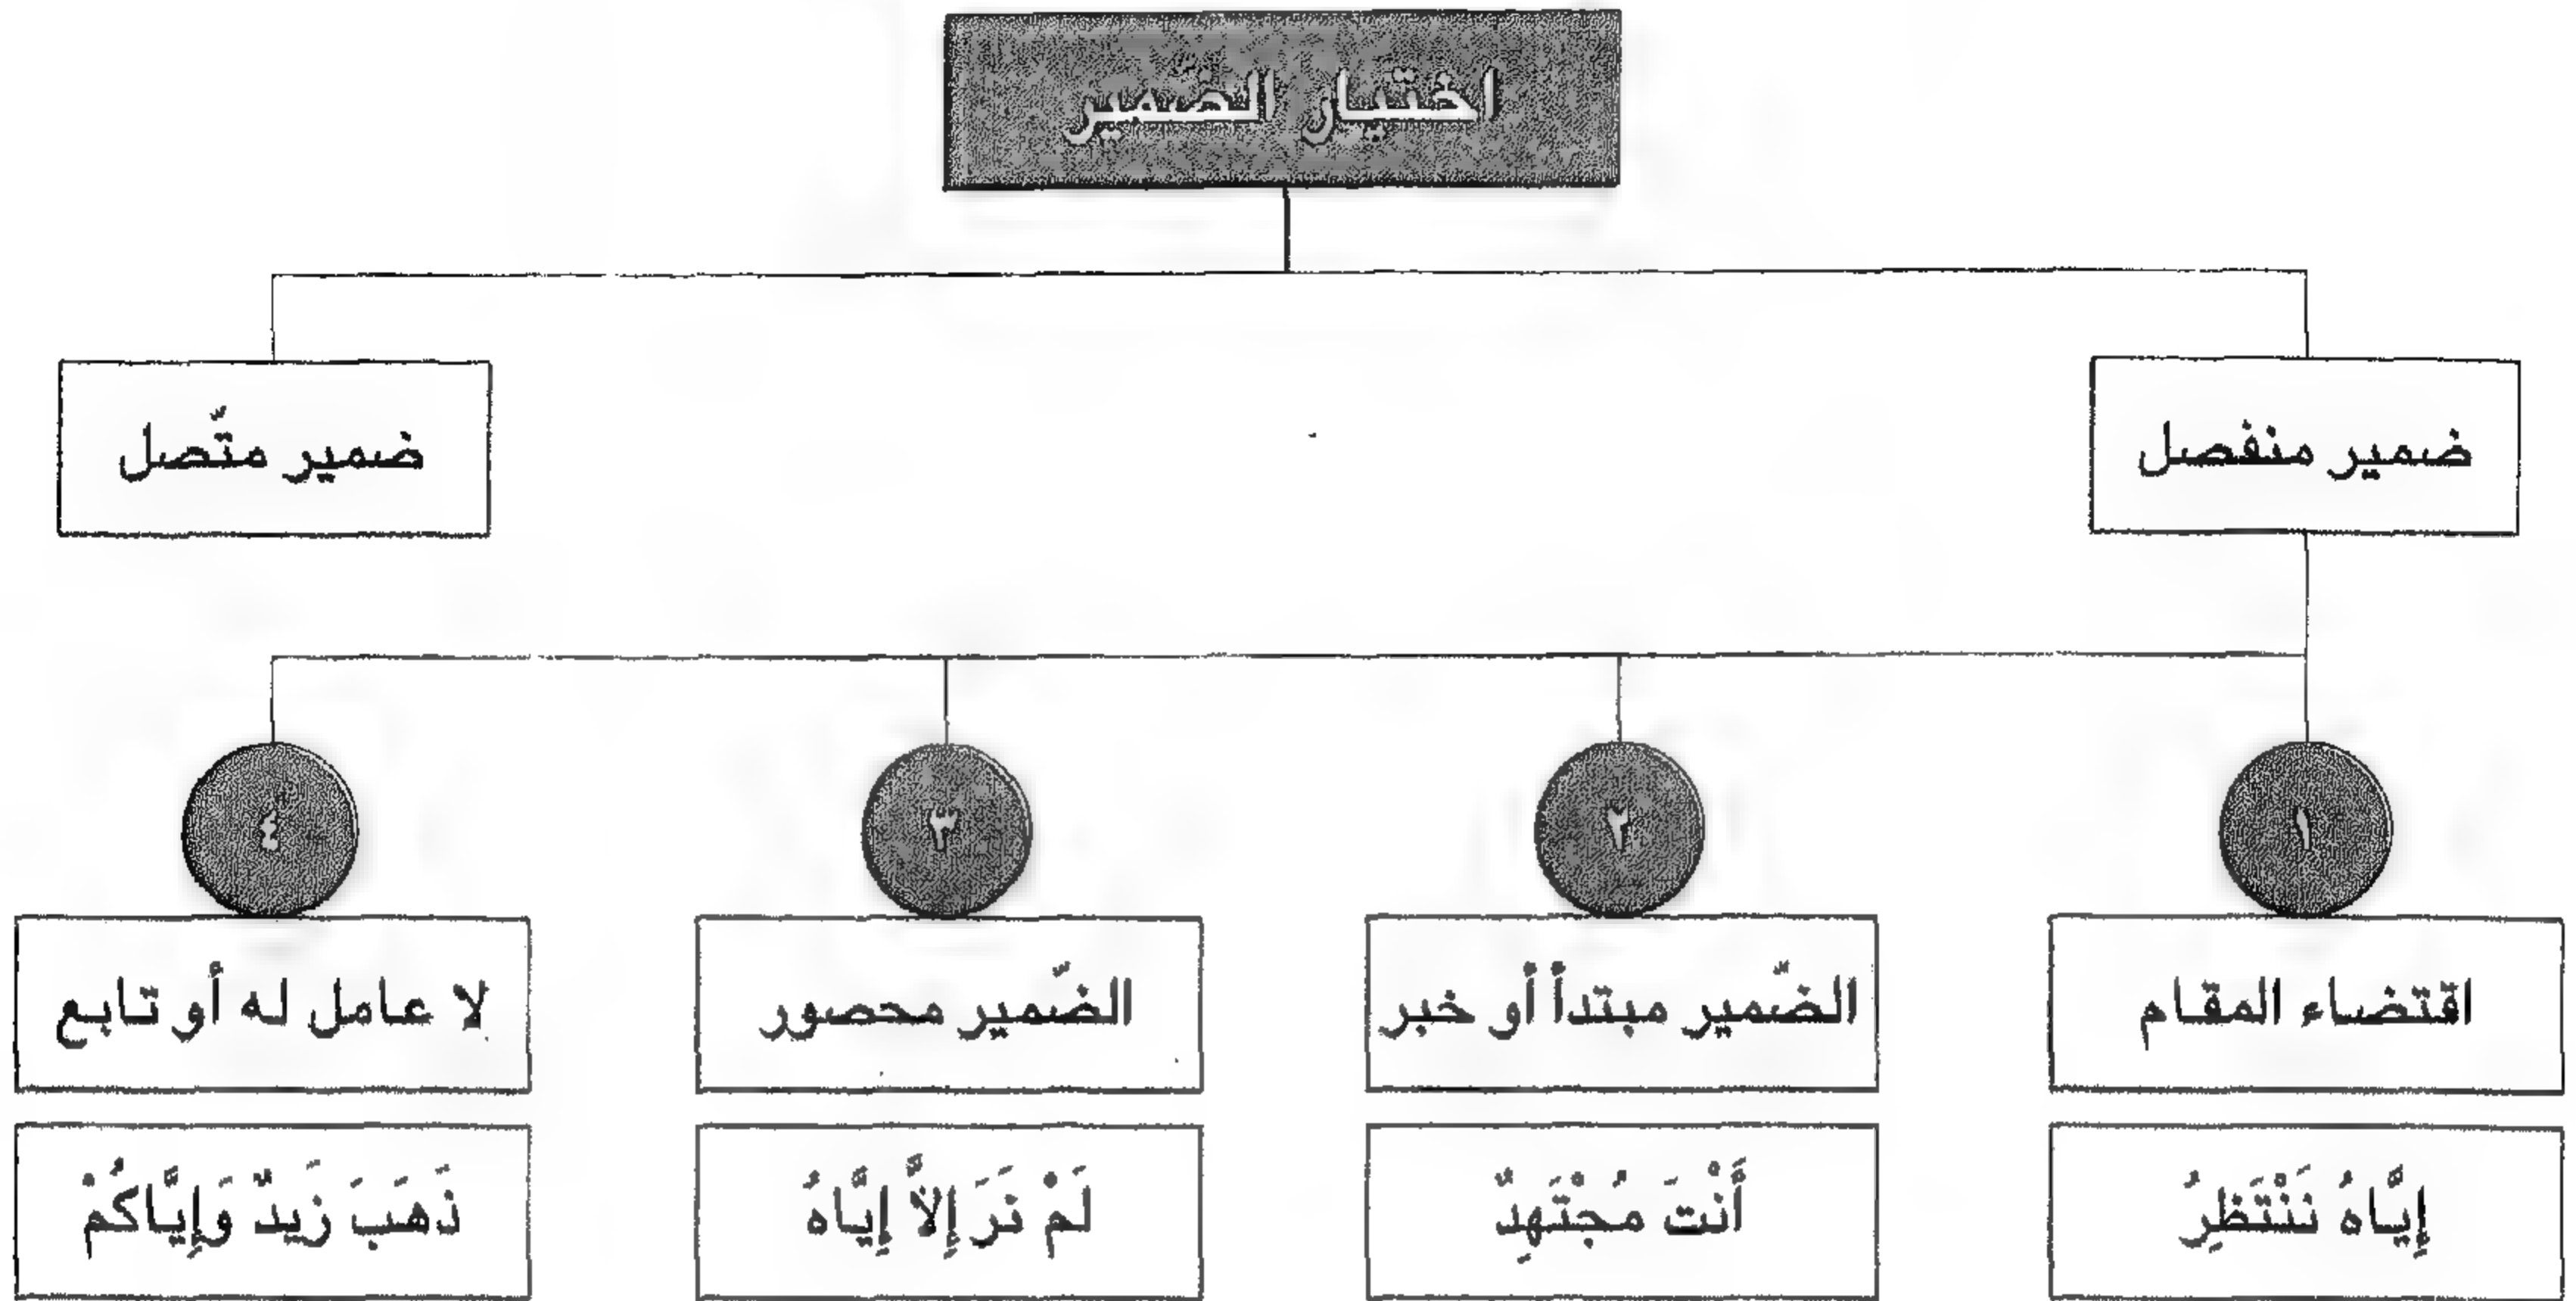 اختيار الضّمير
ضمير منفصل
ضمير متّصل
١
٢
٣
٤
اقتضاء المقام
الضّمير مبتدأ أو خبر
الضّمير محصور
لا عامل له أو تابع
إِيَّاهُ نَنْتَظِرُ
أَنْتَ مُجْتَهِدٌ
لَمْ نَرَ إِلاَّ إِيَّاهُ
ذَهَبَ زَيدٌ وَإِيَّاكُمْ